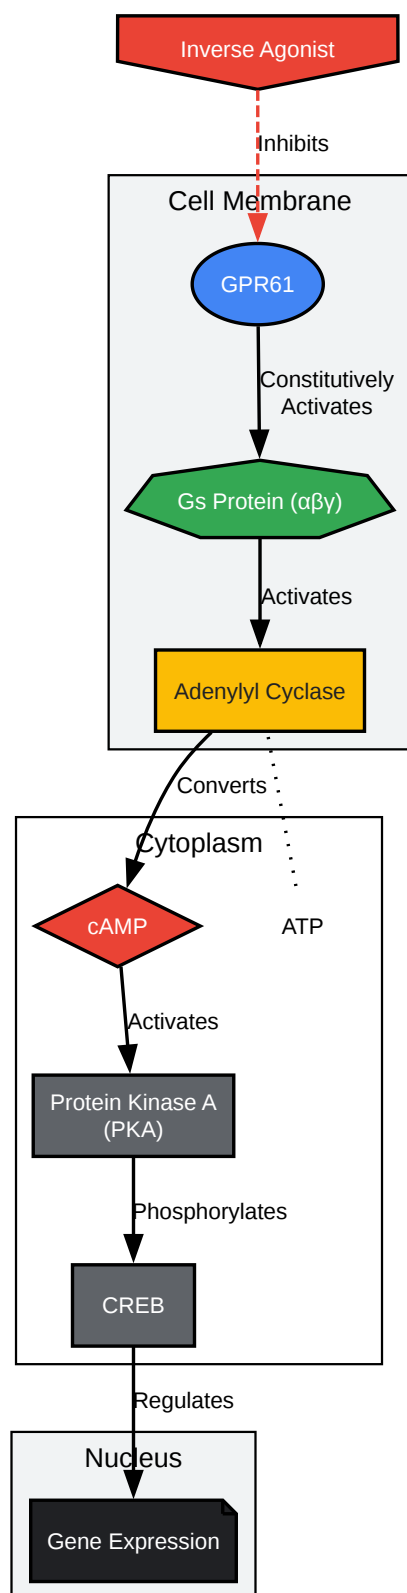 Inverse Agonist
Inhibits
Cell Membrane
GPR61
Constitutively
Activates
Gs Protein (αβγ)
Activates
Adenylyl Cyclase
Converts
Cytoplasm
cAMP
ATP
Activates
Protein Kinase A
(PKA)
Phosphorylates
CREB
Regulates
Nucleus
Gene Expression